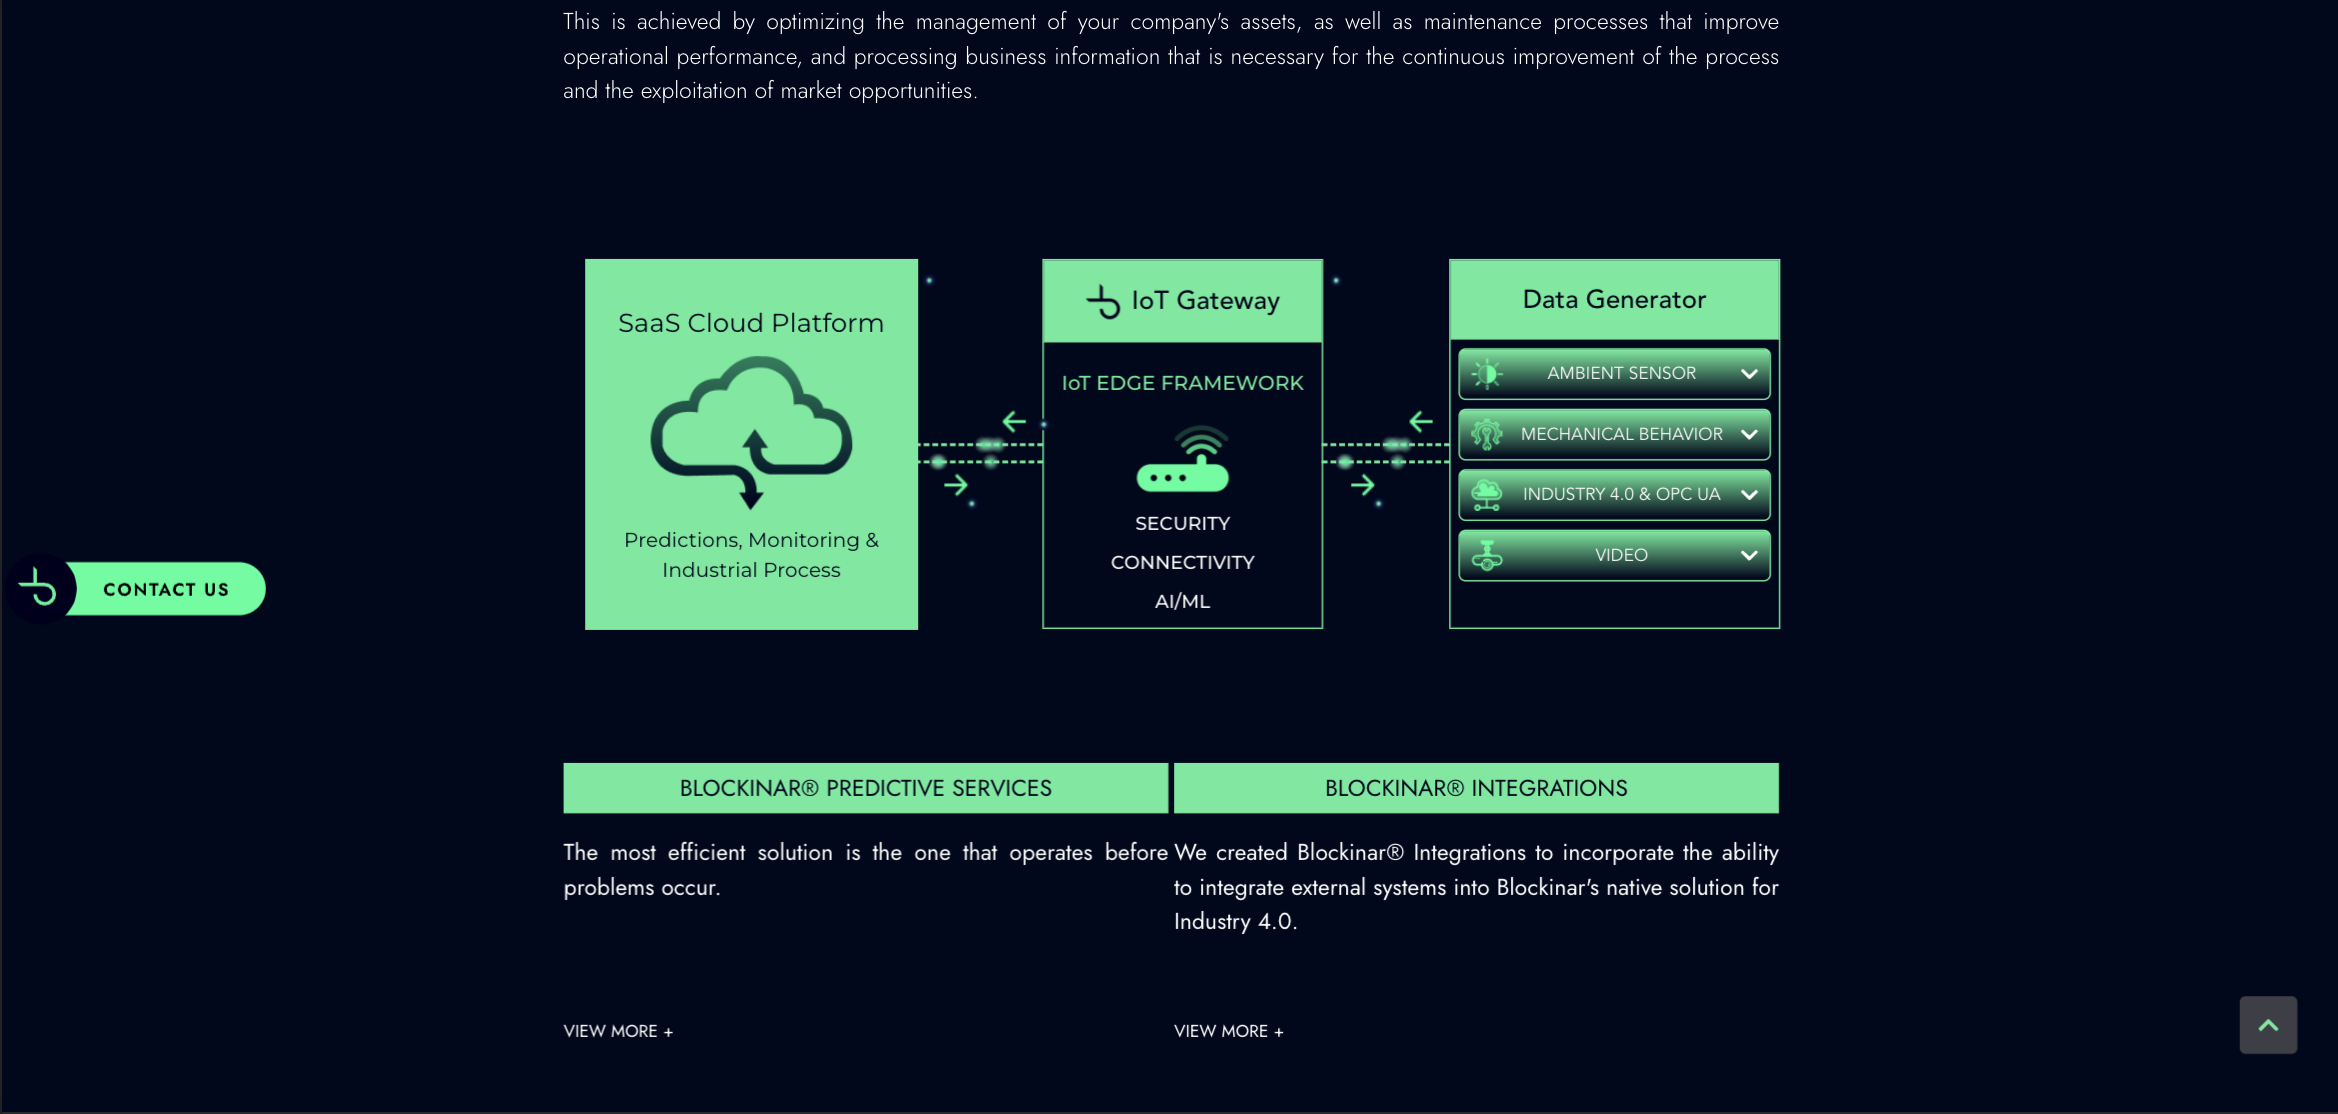 This is achieved by optimizing the management of your company's assets, as well as maintenance processes that improve
operational performance, and processing business information that is necessary for the continuous improvement of the process
and the exploitation of market opportunities.
SaaS Cloud Platform
Predictions, Monitoring &
Industrial Process
IoT Gateway
IoT EDGE FRAMEWORK
SECURITY
CONNECTIVITY
AI/ML
Data Generator
AMBIENT SENSOR
MECHANICAL BEHAVIOR
INDUSTRY 4.0 & OPC UA
VIDEO
CONTACT US
BLOCKINAR® PREDICTIVE SERVICES
The most efficient solution is the one that operates before
problems occur.
VIEW MORE +
BLOCKINAR® INTEGRATIONS
We created Blockinar® Integrations to incorporate the ability
to integrate external systems into Blockinar's native solution for
Industry 4.0.
VIEW MORE +